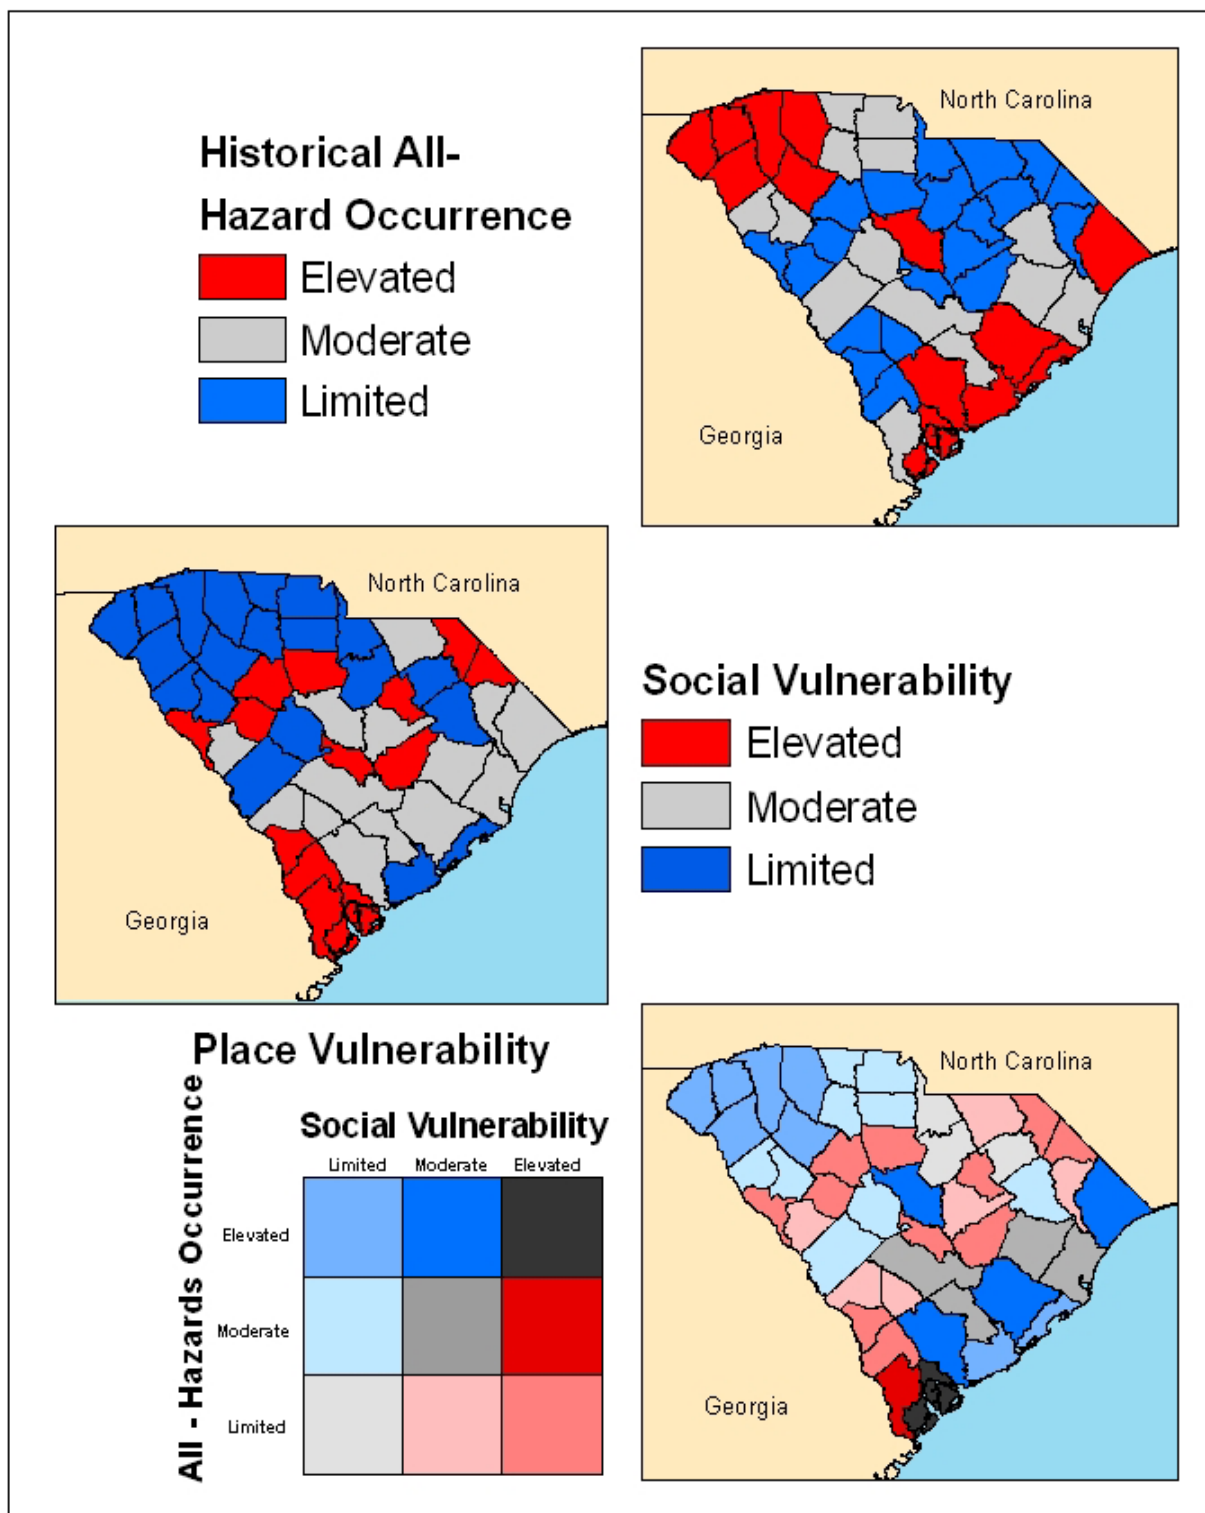 North Carolina
Georgia
Historical All-
Hazard Occurrence
Elevated
Moderate
Limited
North Carolina
Georgia
Social Vulnerability
Elevated
Moderate
Limited
Place Vulnerability
Social Vulnerability
Limited Moderate Elevated
All - Hazards Occurrence
Elevated
Moderate
Limited
North Carolina
Georgia